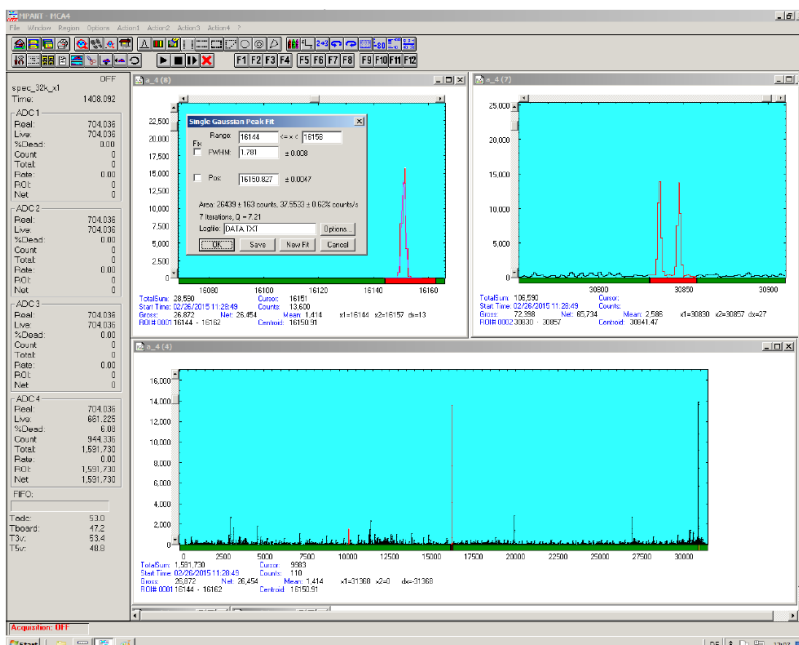 MPANT - MCA4
File Window Region Options Action1 Action2 Action3 Action4 ?
F1 F2 F3 F4 F5 F6 F7 F8 F9 F10 F11 F12
OFF
spec_32k_x1
Time: 1408.092
ADC1
Real: 704.036
Live: 704.036
%Dead: 0.00
Count 0
Total: 0
Rate: 0.00
ROI: 0
Net 0
ADC2
Real: 704.036
Live: 704.036
%Dead: 0.00
Count 0
Total: 0
Rate: 0.00
ROI: 0
Net 0
ADC3
Real: 704.036
Live: 704.036
%Dead: 0.00
Count 0
Total: 0
Rate: 0.00
ROI: 0
Net 0
ADC4
Real: 704.036
Live: 661.225
%Dead: 6.08
Count 944,336
Total: 1,591,730
Rate: 0.00
ROI: 1,591,730
Net 1,591,730
FIFO:
Tadc: 53.0
Tboard: 47.2
T3v: 53.4
T5v: 48.8
a_4 (8)
22,500
20,000
17,500
15,000
12,500
10,000
7,500
5,000
2,500
0
16080 16100 16120 16140 16160
Single Gaussian Peak Fit
Range: 16144 <= x < 16158
Fix
FWHM: 1.781 ± 0.008
Pos: 16150.827 ± 0.0047
Area: 26439 ± 163 counts, 37.5533 ± 0.62% counts/s
7 Iterations, Q = 7.21
Logfile: DATA.TXT Options...
OK Save New Fit Cancel
TotalSum: 28,590 Cursor: 16151
Start Time: 02/26/2015 11:28:49 Counts: 13,600
Gross: 26,872 Net: 26,454 Mean: 1,414 x1=16144 x2=16157 dx=13
ROI# 0001 16144 - 16162 Centroid: 16150.91
a_4 (7)
25,000
20,000
15,000
10,000
5,000
0
30800 30850 30900
TotalSum: 106,590 Cursor:
Start Time: 02/26/2015 11:28:49 Counts:
Gross: 72,398 Net: 65,734 Mean: 2,586 x1=30830 x2=30857 dx=27
ROI# 0002 30830 - 30857 Centroid: 30841.47
a_4 (4)
16,000
14,000
12,000
10,000
8,000
6,000
4,000
2,000
0
0 2500 5000 7500 10000 12500 15000 17500 20000 22500 25000 27500 30000
TotalSum: 1,591,730 Cursor: 9983
Start Time: 02/26/2015 11:28:49 Counts: 110
Gross: 26,872 Net: 26,454 Mean: 1,414 x1=31368 x2=0 dx=-31368
ROI# 0001 16144 - 16162 Centroid: 16150.91
Acquisition: OFF
Start